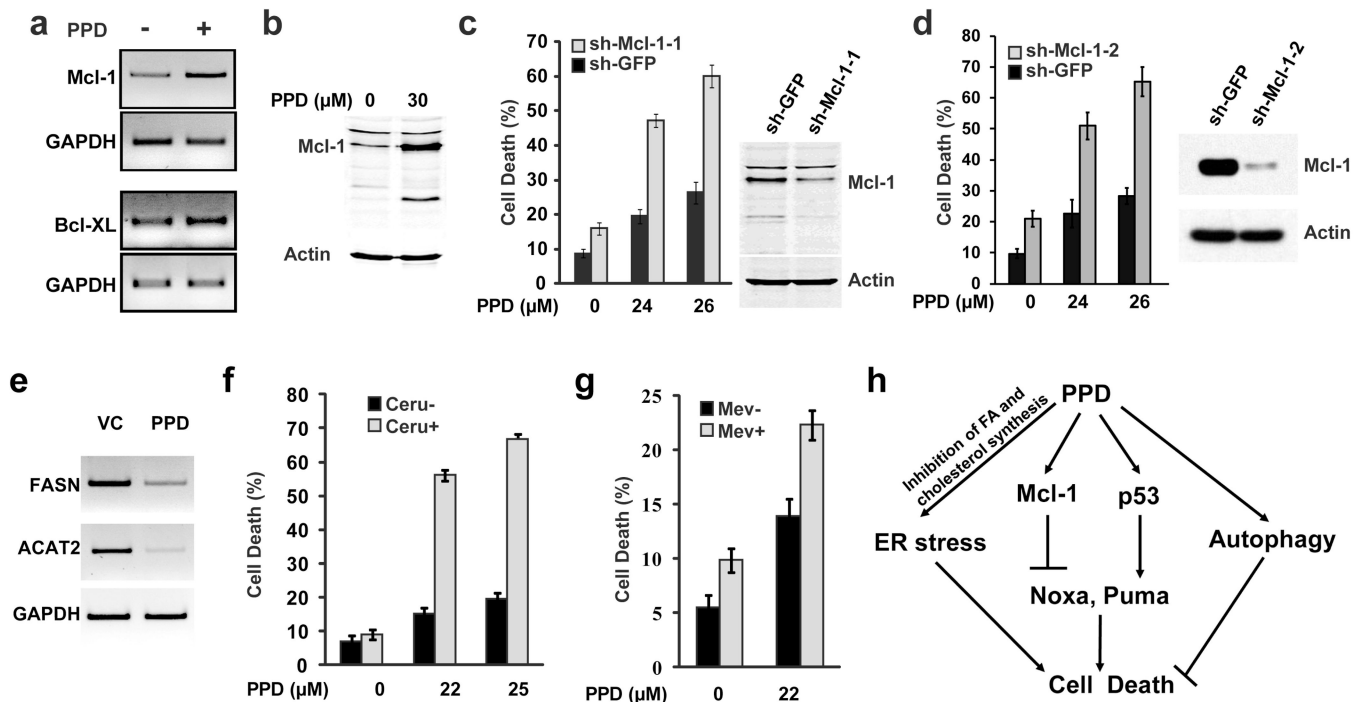 a
PPD - +
Mcl-1
GAPDH
Bcl-XL
GAPDH
b
PPD (µM) 0 30
Mcl-1
Actin
c
Cell Death (%)
70
60
50
40
30
20
10
0
sh-Mcl-1-1
sh-GFP
PPD (µM) 0 24 26
sh-GFP
sh-Mcl-1-1
Mcl-1
Actin
d
Cell Death (%)
80
70
60
50
40
30
20
10
0
sh-Mcl-1-2
sh-GFP
PPD (µM) 0 24 26
sh-GFP
sh-Mcl-1-2
Mcl-1
Actin
e
VC PPD
FASN
ACAT2
GAPDH
f
Cell Death (%)
80
70
60
50
40
30
20
10
0
Ceru-
Ceru+
PPD (µM) 0 22 25
g
Cell Death (%)
25
20
15
10
5
0
Mev-
Mev+
PPD (µM) 0 22
h
PPD
Inhibition of FA and
cholesterol synthesis
Mcl-1 p53
ER stress Autophagy
Noxa, Puma
Cell Death